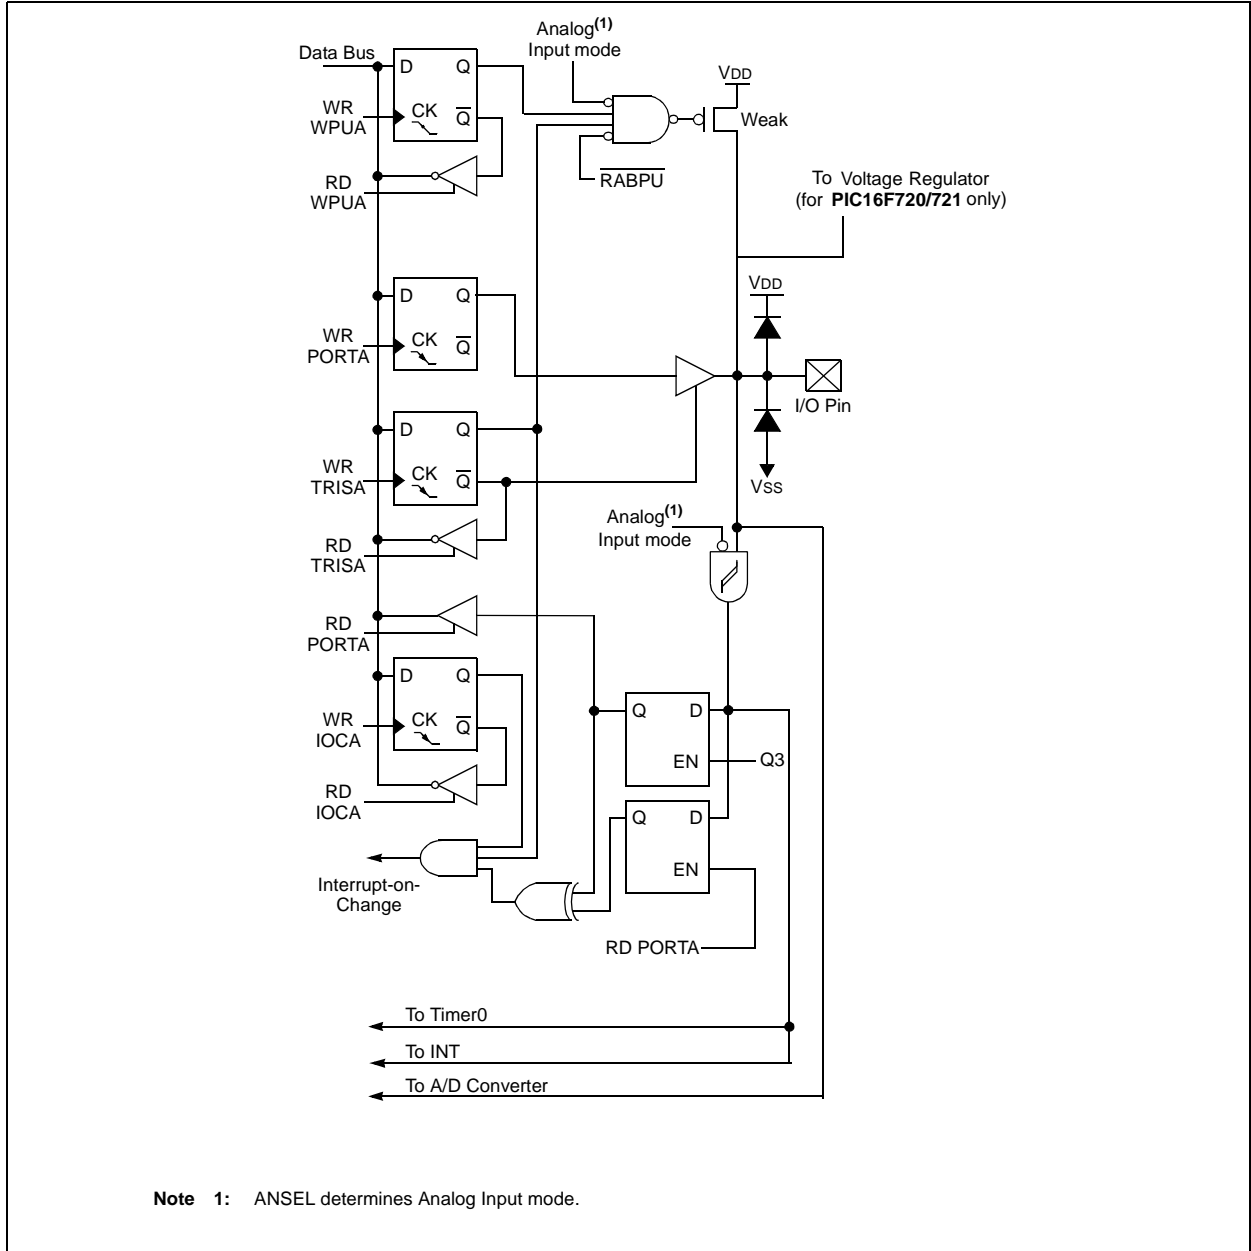 Analog(1)
Input mode
Data Bus
D Q
VDD
WR
WPUA
CK Q
Weak
RD
WPUA
RABPU
To Voltage Regulator
(for PIC16F720/721 only)
D Q
VDD
WR
PORTA
CK Q
I/O Pin
D Q
WR
TRISA
CK Q
VSS
Analog(1)
Input mode
RD
TRISA
RD
PORTA
D Q
WR
IOCA
CK Q
Q D
EN
Q3
RD
IOCA
Q D
EN
Interrupt-on-
Change
RD PORTA
To Timer0
To INT
To A/D Converter
Note 1: ANSEL determines Analog Input mode.